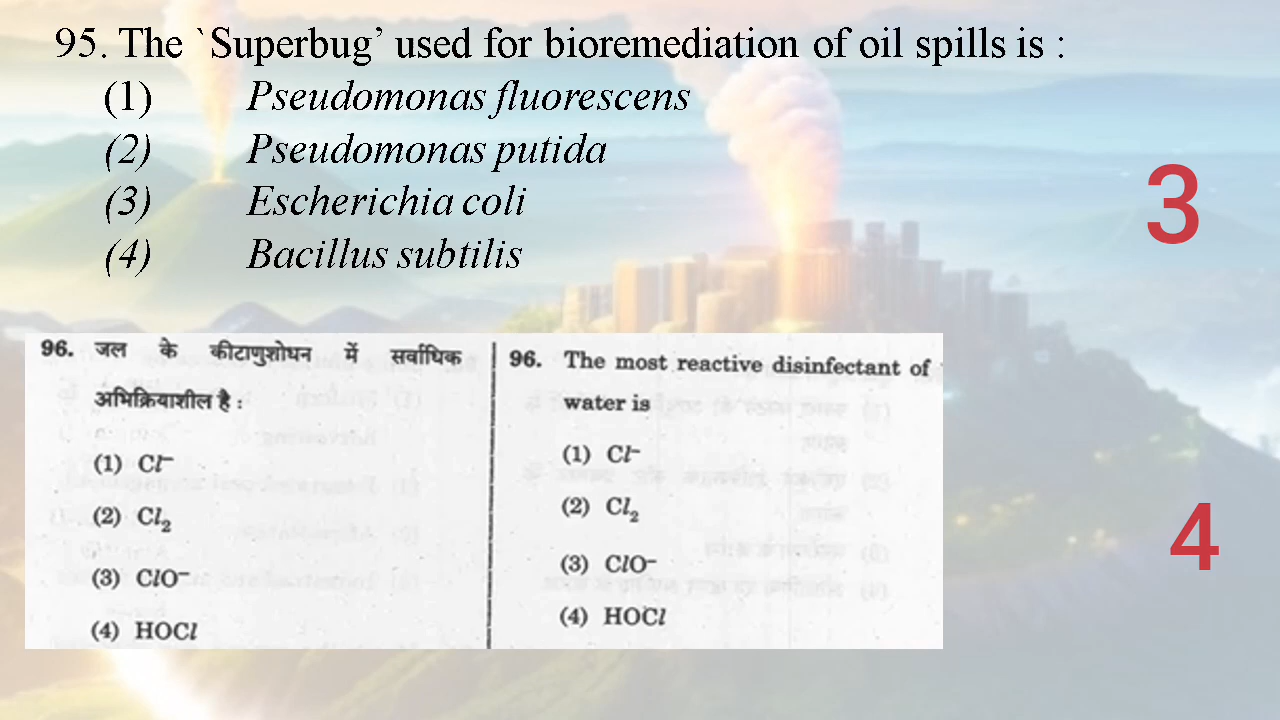 95. The `Superbug’ used for bioremediation of oil spills is :
(1) Pseudomonas fluorescens
(2) Pseudomonas putida
(3) Escherichia coli
(4) Bacillus subtilis
3
96. जल के कीटाणुशोधन में सर्वाधिक
अभिक्रियाशील है :
(1) Cl⁻
(2) Cl₂
(3) ClO⁻
(4) HOCl
96. The most reactive disinfectant of
water is
(1) Cl⁻
(2) Cl₂
(3) ClO⁻
(4) HOCl
4